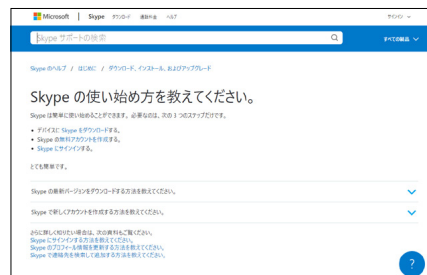 Microsoft | Skype ダウンロード 通話料金 ヘルプ サインイン
Skype サポートの検索 すべての製品
Skype のヘルプ / はじめに / ダウンロード、インストール、およびアップグレード
Skype の使い始め方を教えてください。
Skype は簡単に使い始めることができます。必要なのは、次の 3 つのステップだけです。
• デバイスに Skype をダウンロードする。
• Skype の無料アカウントを作成する。
• Skype にサインインする。
とても簡単です。
Skype の最新バージョンをダウンロードする方法を教えてください。
Skype で新しくアカウントを作成する方法を教えてください。
さらに詳しく知りたい場合は、次の資料もご覧ください。
Skype にサインインする方法を教えてください。
Skype のプロフィール情報を更新する方法を教えてください。
Skype で連絡先を検索して追加する方法を教えてください。
?